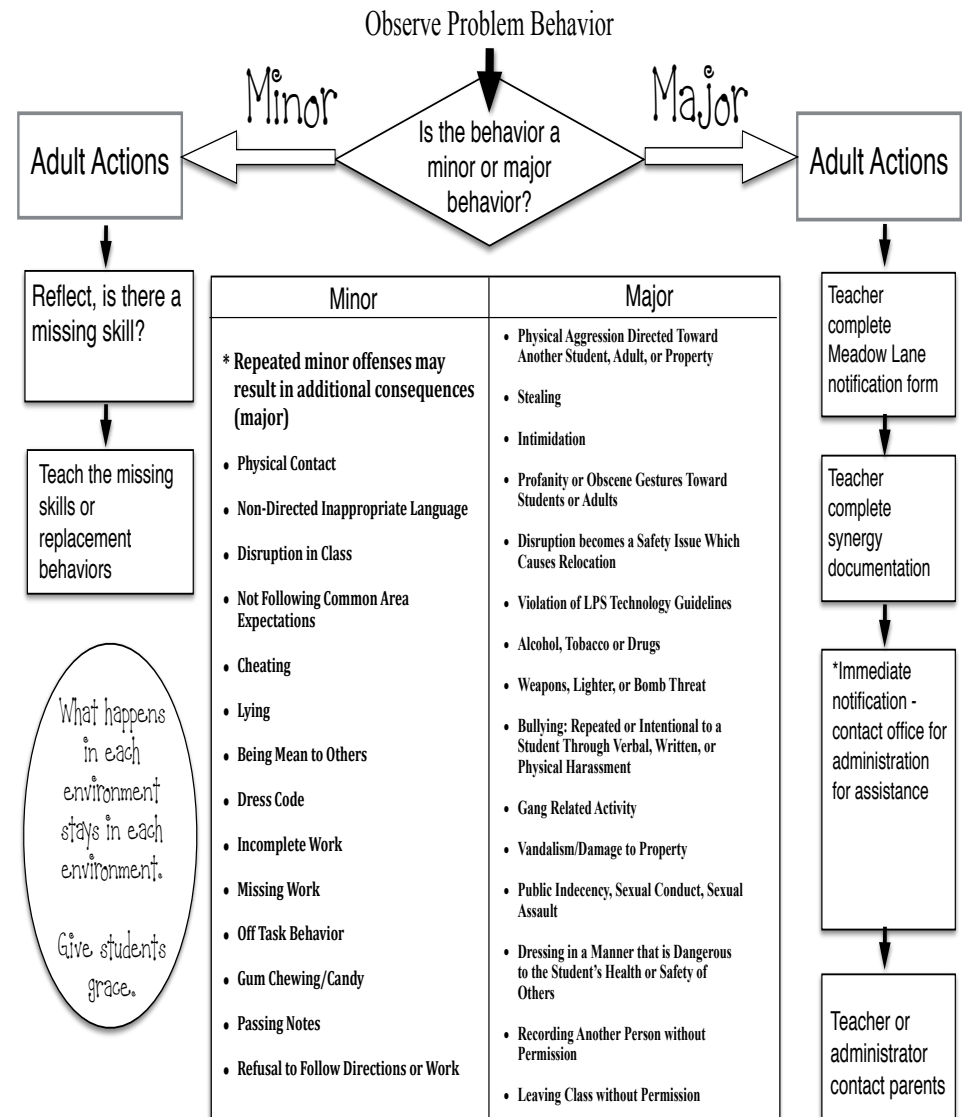 Observe Problem Behavior
Minor
Major
Is the behavior a
minor or major
behavior?
Adult Actions
Adult Actions
Reflect, is there a
missing skill?
Teach the missing
skills or
replacement
behaviors
What happens
in each
environment
stays in each
environment.
Give students
grace.
Minor
* Repeated minor offenses may
result in additional consequences
(major)
• Physical Contact
• Non-Directed Inappropriate Language
• Disruption in Class
• Not Following Common Area
Expectations
• Cheating
• Lying
• Being Mean to Others
• Dress Code
• Incomplete Work
• Missing Work
• Off Task Behavior
• Gum Chewing/Candy
• Passing Notes
• Refusal to Follow Directions or Work
Major
• Physical Aggression Directed Toward
Another Student, Adult, or Property
• Stealing
• Intimidation
• Profanity or Obscene Gestures Toward
Students or Adults
• Disruption becomes a Safety Issue Which
Causes Relocation
• Violation of LPS Technology Guidelines
• Alcohol, Tobacco or Drugs
• Weapons, Lighter, or Bomb Threat
• Bullying: Repeated or Intentional to a
Student Through Verbal, Written, or
Physical Harassment
• Gang Related Activity
• Vandalism/Damage to Property
• Public Indecency, Sexual Conduct, Sexual
Assault
• Dressing in a Manner that is Dangerous
to the Student's Health or Safety of
Others
• Recording Another Person without
Permission
• Leaving Class without Permission
Teacher
complete
Meadow Lane
notification form
Teacher
complete
synergy
documentation
*Immediate
notification -
contact office for
administration
for assistance
Teacher or
administrator
contact parents